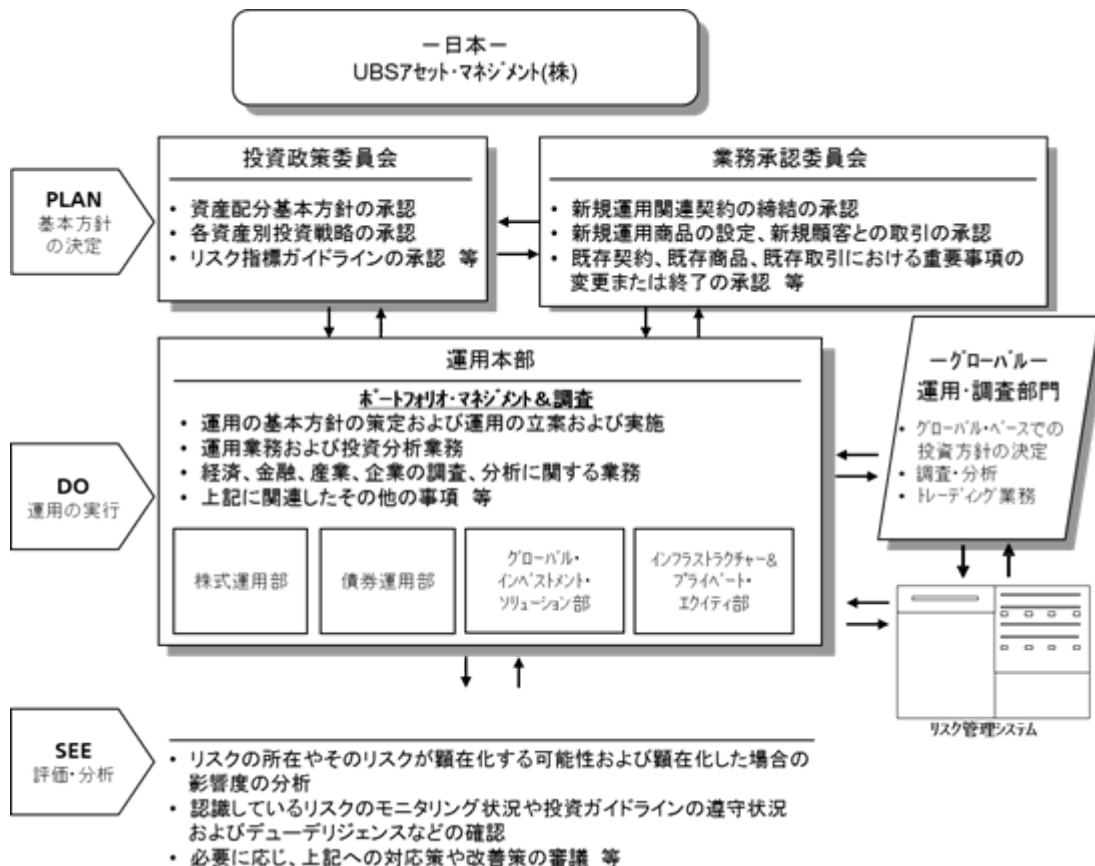 －日本－
UBSアセット・マネジメント(株)
投資政策委員会
・ 資産配分基本方針の承認
・ 各資産別投資戦略の承認
・ リスク指標ガイドラインの承認 等
業務承認委員会
・ 新規運用関連契約の締結の承認
・ 新規運用商品の設定、新規顧客との取引の承認
・ 既存契約、既存商品、既存取引における重要事項の
変更または終了の承認 等
PLAN
基本方針
の決定
運用本部
ポートフォリオ・マネジメント＆調査
・ 運用の基本方針の策定および運用の立案および実施
・ 運用業務および投資分析業務
・ 経済、金融、産業、企業の調査、分析に関する業務
・ 上記に関連したその他の事項 等
株式運用部
債券運用部
グローバル・
インベストメント・
ソリューション部
インフラストラクチャー＆
プライベート・
エクイティ部
DO
運用の実行
－グローバル－
運用・調査部門
・ グローバル・ベースでの
投資方針の決定
・ 調査・分析
・ トレーディング業務
リスク管理システム
SEE
評価・分析
・ リスクの所在やそのリスクが顕在化する可能性および顕在化した場合の
影響度の分析
・ 認識しているリスクのモニタリング状況や投資ガイドラインの遵守状況
およびデューデリジェンスなどの確認
・ 必要に応じ、上記への対応策や改善策の審議 等